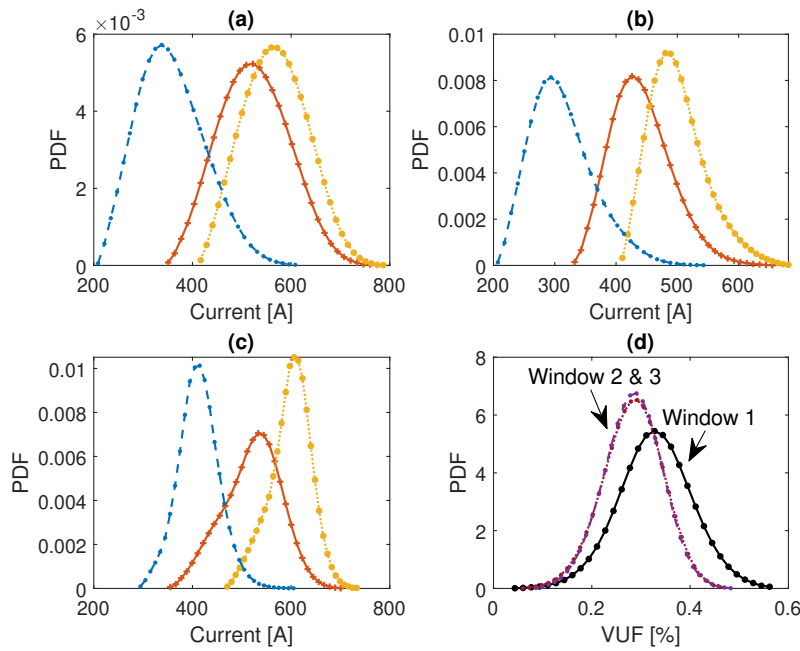 (a)
×10⁻³
6
4
2
0
PDF
200 400 600 800
Current [A]
(b)
0.01
0.008
0.006
0.004
0.002
0
PDF
200 300 400 500 600
Current [A]
(c)
0.01
0.008
0.006
0.004
0.002
0
PDF
200 400 600 800
Current [A]
(d)
8
6
4
2
0
PDF
Window 2 & 3
Window 1
0 0.2 0.4 0.6
VUF [%]